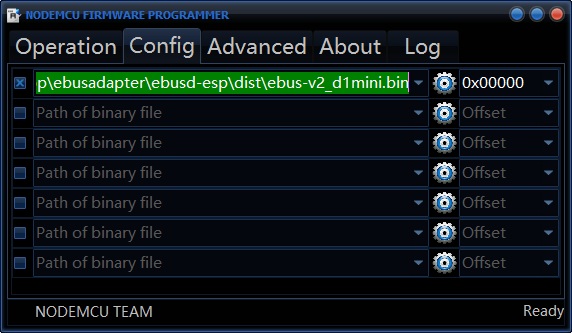 NODEMCU FIRMWARE PROGRAMMER
Operation Config Advanced About Log
p\ebusadapter\ebusd-esp\dist\ebus-v2_d1mini.bin 0x00000
Path of binary file Offset
Path of binary file Offset
Path of binary file Offset
Path of binary file Offset
Path of binary file Offset
Path of binary file Offset
NODEMCU TEAM Ready